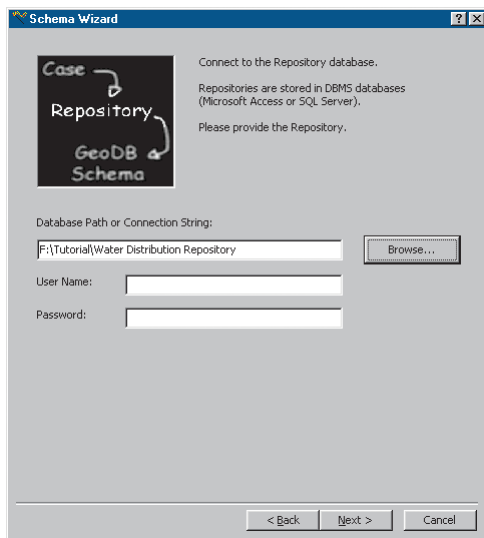 Schema Wizard
Case
Repository
GeoDB
Schema
Connect to the Repository database.
Repositories are stored in DBMS databases
(Microsoft Access or SQL Server).
Please provide the Repository.
Database Path or Connection String:
F:\Tutorial\Water Distribution Repository
Browse...
User Name:
Password:
< Back
Next >
Cancel